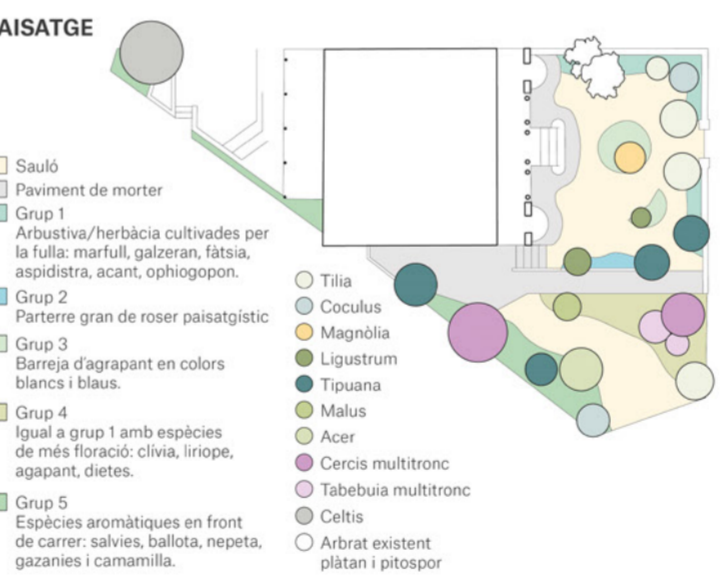 AISATGE
Sauló
Paviment de morter
Grup 1
Arbustiva/herbàcia cultivades per
la fulla: marfull, galzeran, fàtsia,
aspidistra, acant, ophiogopon.
Grup 2
Parterre gran de roser paisatgístic
Grup 3
Barreja d'agrapant en colors
blancs i blaus.
Grup 4
Igual a grup 1 amb espècies
de més floració: clívia, liriope,
agapant, dietes.
Grup 5
Espècies aromàtiques en front
de carrer: salvies, ballota, nepeta,
gazanies i camamilla.
Tilia
Coculus
Magnòlia
Ligustrum
Tipuana
Malus
Acer
Cercis multitronc
Tabebuia multitronc
Celtis
Arbrat existent
plàtan i pitospor